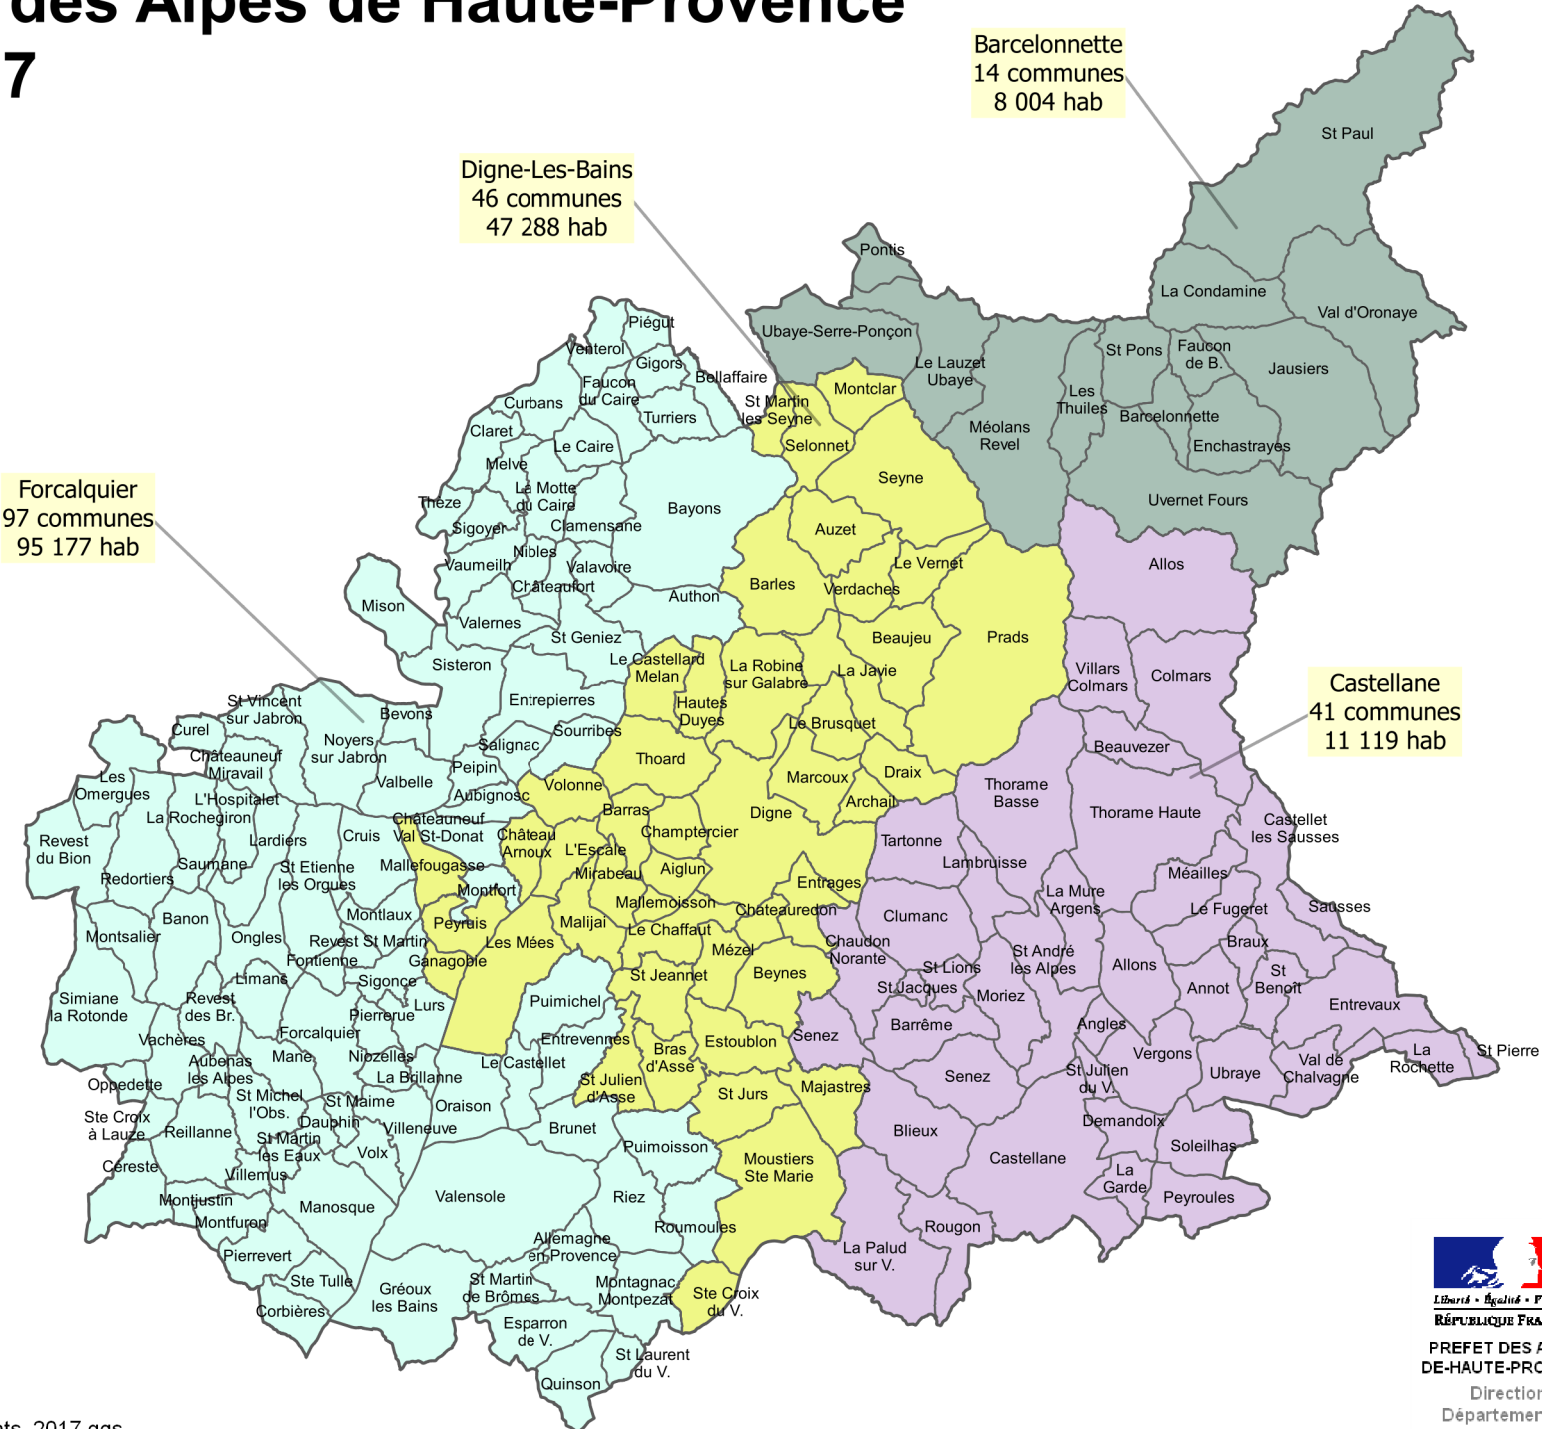 des Alpes de Haute-Provence
7
Barcelonnette
14 communes
8 004 hab
Digne-Les-Bains
46 communes
47 288 hab
Forcalquier
97 communes
95 177 hab
Castellane
41 communes
11 119 hab
St Paul
Pontis
La Condamine
Val d'Oronaye
Ubaye-Serre-Ponçon
Le Lauzet
Ubaye
St Pons
Faucon
de B.
Jausiers
Les
Thuiles
Barcelonnette
Méolans
Revel
Enchastrayes
Uvernet Fours
Piégut
Venterol
Gigors
Bellaffaire
Faucon
du Caire
Curbans
Turriers
Claret
Le Caire
Melve
La Motte
du Caire
Thèze
Sigoyer
Clamensane
Bayons
Nibles
Vaumeilh
Valavoire
Châteaufort
Authon
Mison
Valernes
St Geniez
Sisteron
Entrepierres
St Vincent
sur Jabron
Bevons
Curel
Noyers
sur Jabron
Sourribes
Salignac
Châteauneuf
Miravail
Peipin
Valbelle
Les
Omergues
Aubignosc
L'Hospitalet
La Rochegiron
Châteauneuf
Val St-Donat
Revest
du Bion
Lardiers
Cruis
Saumane
St Etienne
les Orgues
Mallefougasse
Redortiers
Montfort
Banon
Montlaux
Montsalier
Ongles
Revest St Martin
Fontienne
Limans
Sigonce
Simiane
la Rotonde
Revest
des Br.
Lurs
Pierrerue
Forcalquier
Vachères
Aubenas
les Alpes
Mane
Niozelles
La Brillanne
Oppedette
St Michel
l'Obs.
St Maime
Dauphin
Ste Croix
à Lauze
Reillanne
St Martin
les Eaux
Villeneuve
Volx
Céreste
Villemus
Montjustin
Montfuron
Manosque
Pierrevert
Ste Tulle
Corbières
Puimichel
Entrevennes
Le Castellet
Oraison
Brunet
Puimoisson
Valensole
Riez
Roumoules
Allemagne
en Provence
Gréoux
les Bains
St Martin
de Brômes
Montagnac
Montpezat
Esparron
de V.
St Laurent
du V.
Quinson
St Martin
les Seyne
Montclar
Selonnet
Seyne
Auzet
Le Vernet
Barles
Verdaches
Beaujeu
Prads
Le Castellard
Melan
La Robine
sur Galabre
La Javie
Hautes
Duyes
Le Brusquet
Thoard
Marcoux
Draix
Volonne
Archail
Barras
Digne
Château
Arnoux
Champtercier
L'Escale
Mirabeau
Aiglun
Entrages
Mallemoisson
Châteauredon
Peyruis
Malijai
Le Chaffaut
Les Mées
Mézel
Ganagobie
St Jeannet
Beynes
Estoublon
Bras
d'Asse
St Julien
d'Asse
St Jurs
Majastres
Moustiers
Ste Marie
Ste Croix
du V.
Allos
Villars
Colmars
Colmars
Beauvezer
Thorame
Basse
Thorame Haute
Castellet
les Sausses
Tartonne
Lambruisse
Méailles
La Mure
Argens
Le Fugeret
Sausses
Clumanc
Braux
Chaudon
Norante
St André
les Alpes
St Lions
Allons
St
Benoît
St Jacques
Moriez
Annot
Entrevaux
Barrême
Angles
Senez
Vergons
La
Rochette
St Pierre
Val de
Chalvagne
Senez
St Julien
du V.
Ubraye
Demandolx
Blieux
Soleilhas
Castellane
La
Garde
Peyroules
Rougon
La Palud
sur V.
Liberté • Égalité • F
RÉPUBLIQUE FRA
PREFET DES A
DE-HAUTE-PRO
Direction
Département
nts_2017.qgs